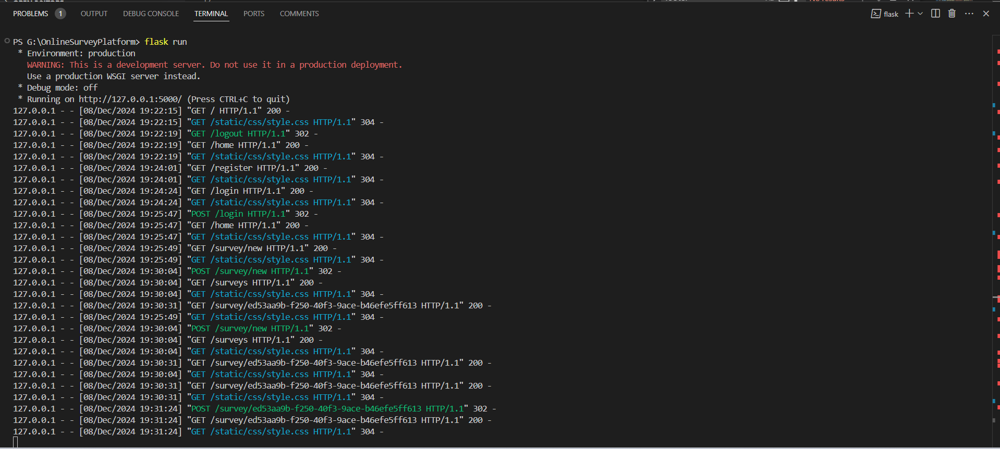 PROBLEMS 1 OUTPUT DEBUG CONSOLE TERMINAL PORTS COMMENTS flask
PS G:\OnlineSurveyPlatform> flask run
* Environment: production
WARNING: This is a development server. Do not use it in a production deployment.
Use a production WSGI server instead.
* Debug mode: off
* Running on http://127.0.0.1:5000/ (Press CTRL+C to quit)
127.0.0.1 - - [08/Dec/2024 19:22:15] "GET / HTTP/1.1" 200 -
127.0.0.1 - - [08/Dec/2024 19:22:15] "GET /static/css/style.css HTTP/1.1" 304 -
127.0.0.1 - - [08/Dec/2024 19:22:19] "GET /logout HTTP/1.1" 302 -
127.0.0.1 - - [08/Dec/2024 19:22:19] "GET /home HTTP/1.1" 200 -
127.0.0.1 - - [08/Dec/2024 19:22:19] "GET /static/css/style.css HTTP/1.1" 304 -
127.0.0.1 - - [08/Dec/2024 19:24:01] "GET /register HTTP/1.1" 200 -
127.0.0.1 - - [08/Dec/2024 19:24:01] "GET /static/css/style.css HTTP/1.1" 304 -
127.0.0.1 - - [08/Dec/2024 19:24:24] "GET /login HTTP/1.1" 200 -
127.0.0.1 - - [08/Dec/2024 19:24:24] "GET /static/css/style.css HTTP/1.1" 304 -
127.0.0.1 - - [08/Dec/2024 19:25:47] "POST /login HTTP/1.1" 302 -
127.0.0.1 - - [08/Dec/2024 19:25:47] "GET /home HTTP/1.1" 200 -
127.0.0.1 - - [08/Dec/2024 19:25:47] "GET /static/css/style.css HTTP/1.1" 304 -
127.0.0.1 - - [08/Dec/2024 19:25:49] "GET /survey/new HTTP/1.1" 200 -
127.0.0.1 - - [08/Dec/2024 19:25:49] "GET /static/css/style.css HTTP/1.1" 304 -
127.0.0.1 - - [08/Dec/2024 19:30:04] "POST /survey/new HTTP/1.1" 302 -
127.0.0.1 - - [08/Dec/2024 19:30:04] "GET /surveys HTTP/1.1" 200 -
127.0.0.1 - - [08/Dec/2024 19:30:04] "GET /static/css/style.css HTTP/1.1" 304 -
127.0.0.1 - - [08/Dec/2024 19:30:31] "GET /survey/ed53aa9b-f250-40f3-9ace-b46efe5ff613 HTTP/1.1" 200 -
127.0.0.1 - - [08/Dec/2024 19:25:49] "GET /static/css/style.css HTTP/1.1" 304 -
127.0.0.1 - - [08/Dec/2024 19:30:04] "POST /survey/new HTTP/1.1" 302 -
127.0.0.1 - - [08/Dec/2024 19:30:04] "GET /surveys HTTP/1.1" 200 -
127.0.0.1 - - [08/Dec/2024 19:30:04] "GET /static/css/style.css HTTP/1.1" 304 -
127.0.0.1 - - [08/Dec/2024 19:30:31] "GET /survey/ed53aa9b-f250-40f3-9ace-b46efe5ff613 HTTP/1.1" 200 -
127.0.0.1 - - [08/Dec/2024 19:30:04] "GET /static/css/style.css HTTP/1.1" 304 -
127.0.0.1 - - [08/Dec/2024 19:30:31] "GET /survey/ed53aa9b-f250-40f3-9ace-b46efe5ff613 HTTP/1.1" 200 -
127.0.0.1 - - [08/Dec/2024 19:30:31] "GET /static/css/style.css HTTP/1.1" 304 -
127.0.0.1 - - [08/Dec/2024 19:31:24] "POST /survey/ed53aa9b-f250-40f3-9ace-b46efe5ff613 HTTP/1.1" 302 -
127.0.0.1 - - [08/Dec/2024 19:31:24] "GET /survey/ed53aa9b-f250-40f3-9ace-b46efe5ff613 HTTP/1.1" 200 -
127.0.0.1 - - [08/Dec/2024 19:31:24] "GET /static/css/style.css HTTP/1.1" 304 -